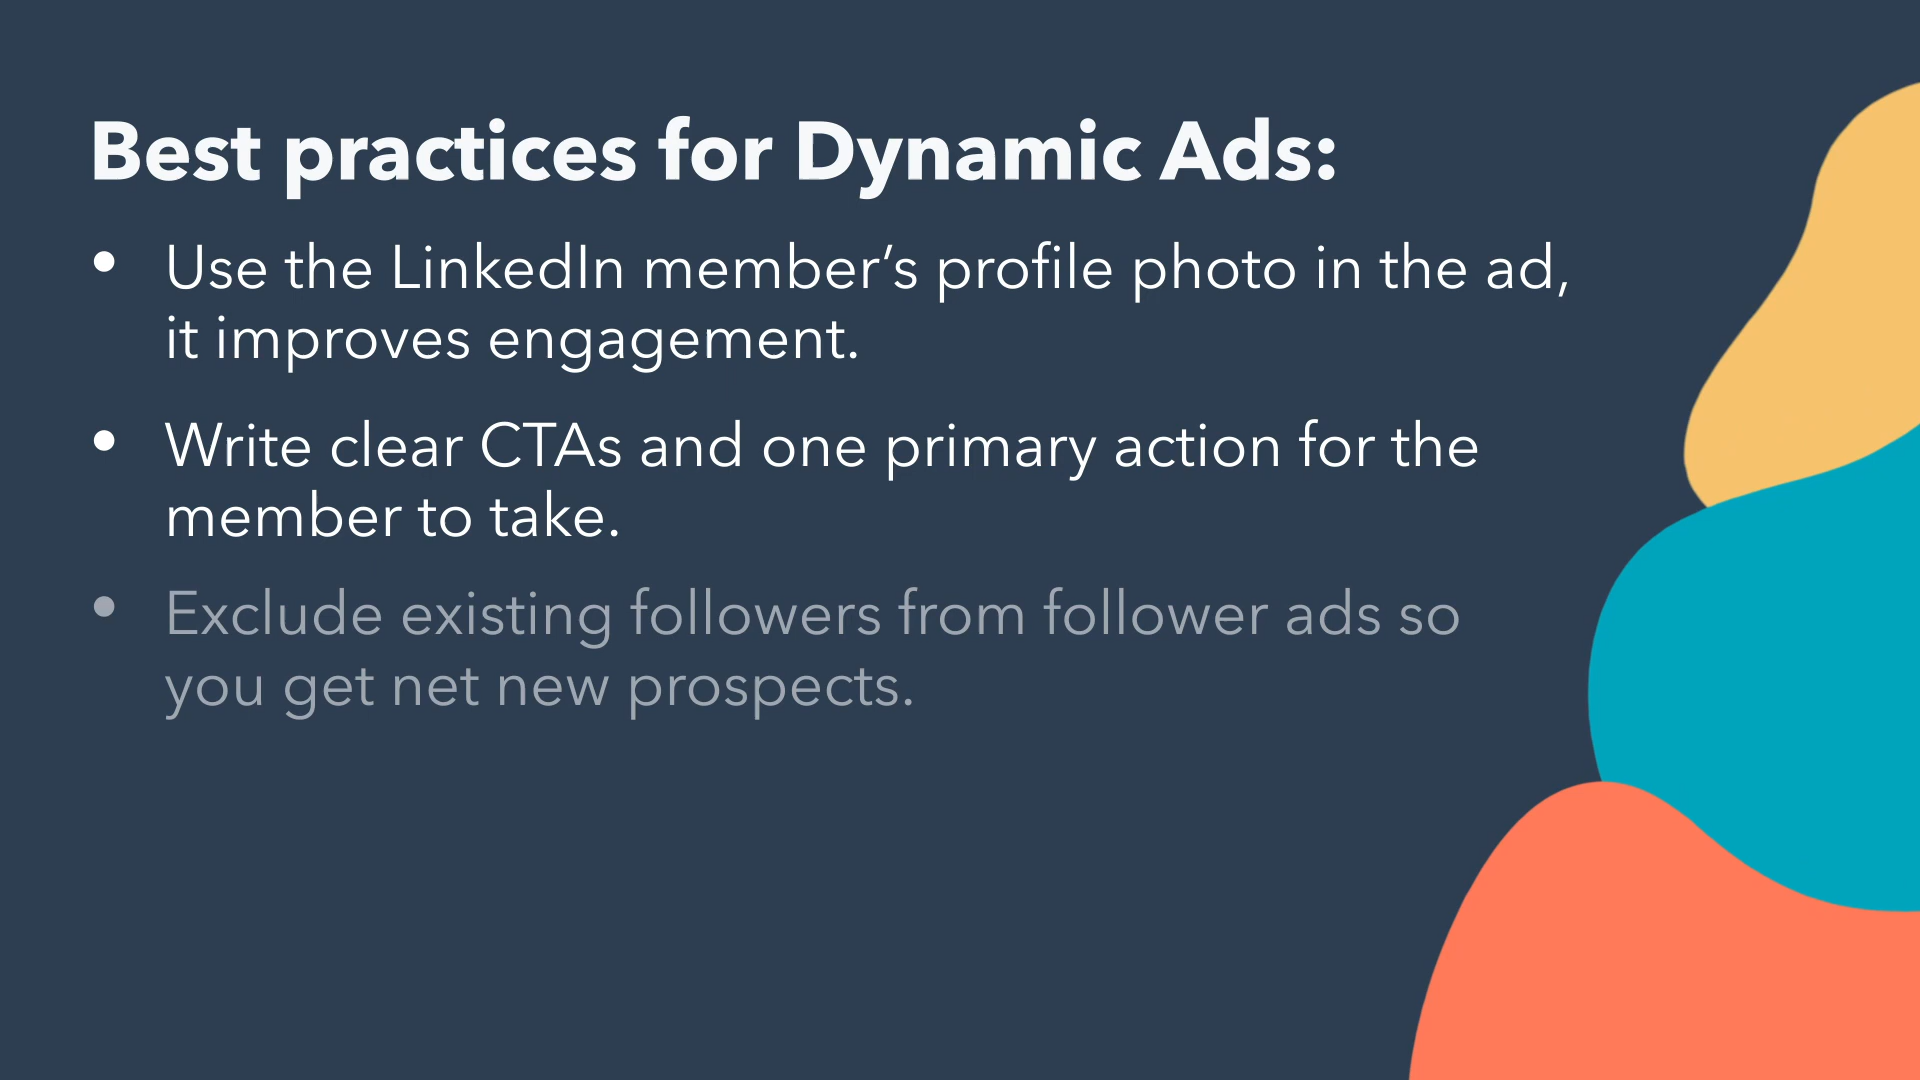 Best practices for Dynamic Ads:
• Use the LinkedIn member’s profile photo in the ad,
it improves engagement.
• Write clear CTAs and one primary action for the
member to take.
• Exclude existing followers from follower ads so
you get net new prospects.